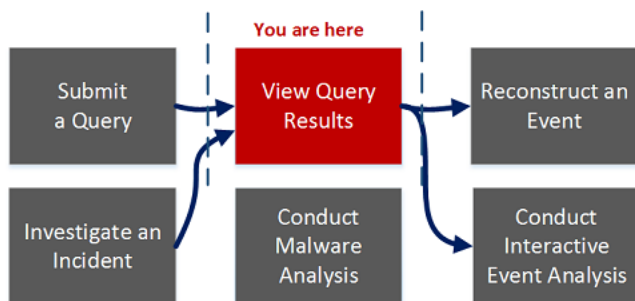 You are here
Submit
a Query
View Query
Results
Reconstruct an
Event
Investigate an
Incident
Conduct
Malware
Analysis
Conduct
Interactive
Event Analysis